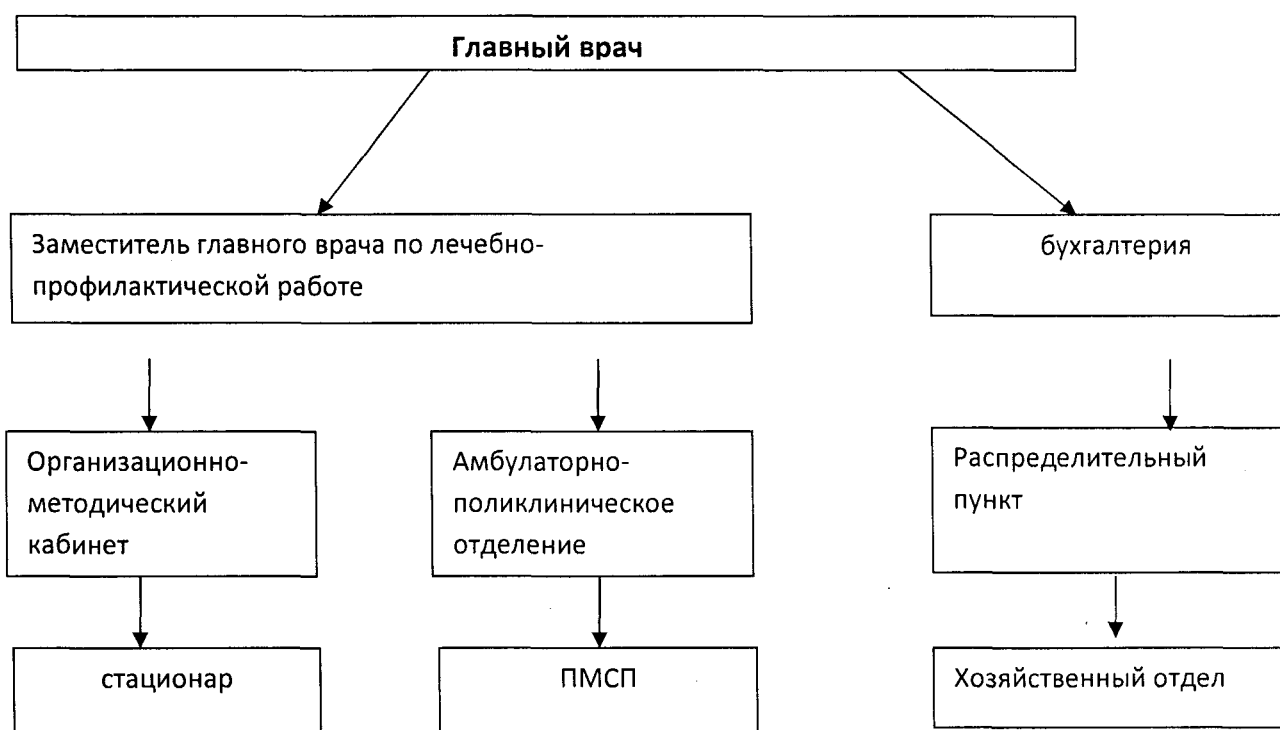 Главный врач
Заместитель главного врача по лечебно-
профилактической работе
бухгалтерия
Организационно-
методический
кабинет
Амбулаторно-
поликлиническое
отделение
Распределительный
пункт
стационар
ПМСП
Хозяйственный отдел